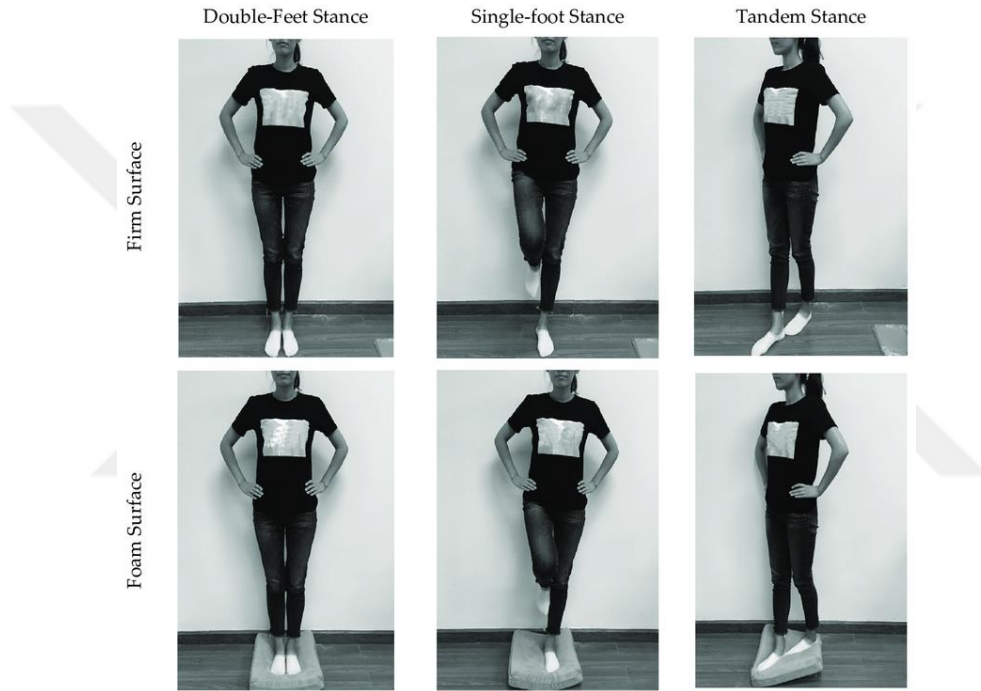 Double-Feet Stance
Single-foot Stance
Tandem Stance
Firm Surface
Foam Surface